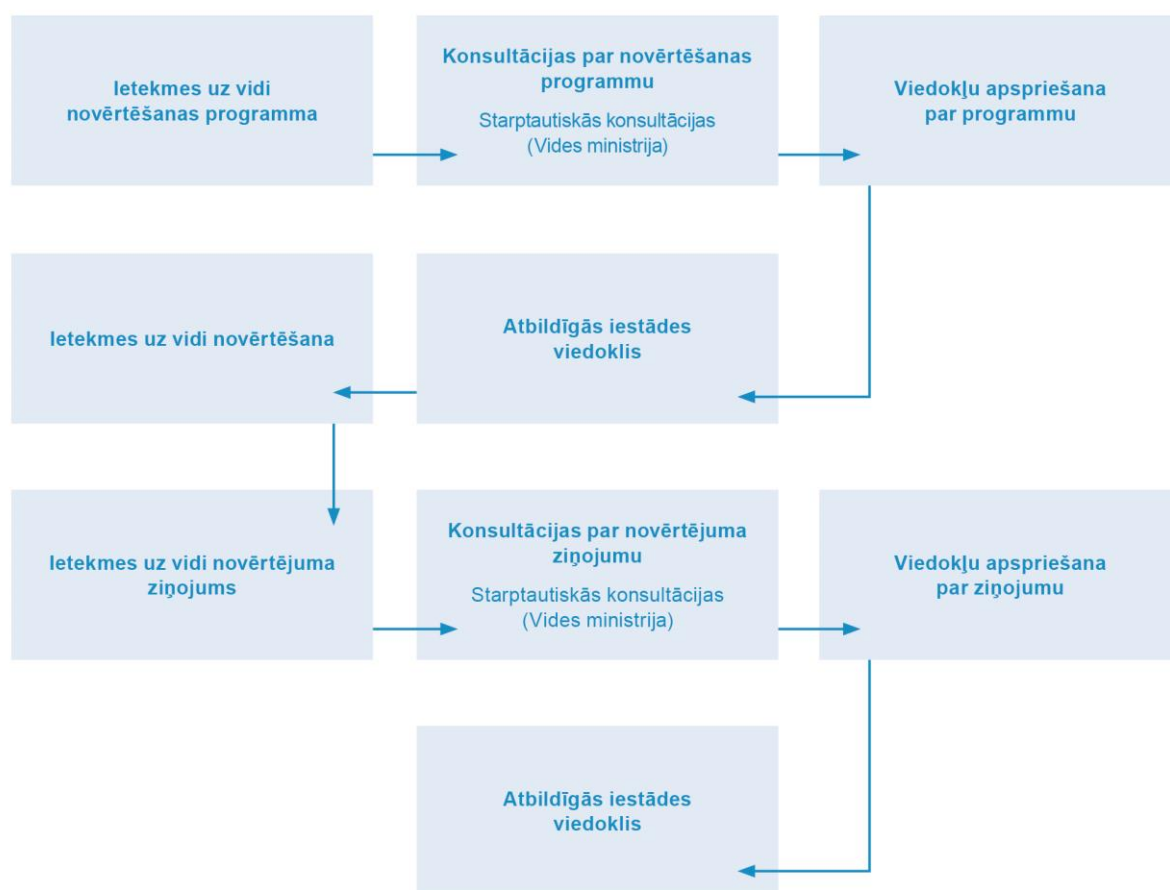 Ietekmes uz vidi
novērtēšanas programma
Konsultācijas par novērtēšanas
programmu
Starptautiskās konsultācijas
(Vides ministrija)
Viedokļu apspriešana
par programmu
Ietekmes uz vidi novērtēšana
Atbildīgās iestādes
viedoklis
Ietekmes uz vidi novērtējuma
ziņojums
Konsultācijas par novērtējuma
ziņojumu
Starptautiskās konsultācijas
(Vides ministrija)
Viedokļu apspriešana
par ziņojumu
Atbildīgās iestādes
viedoklis